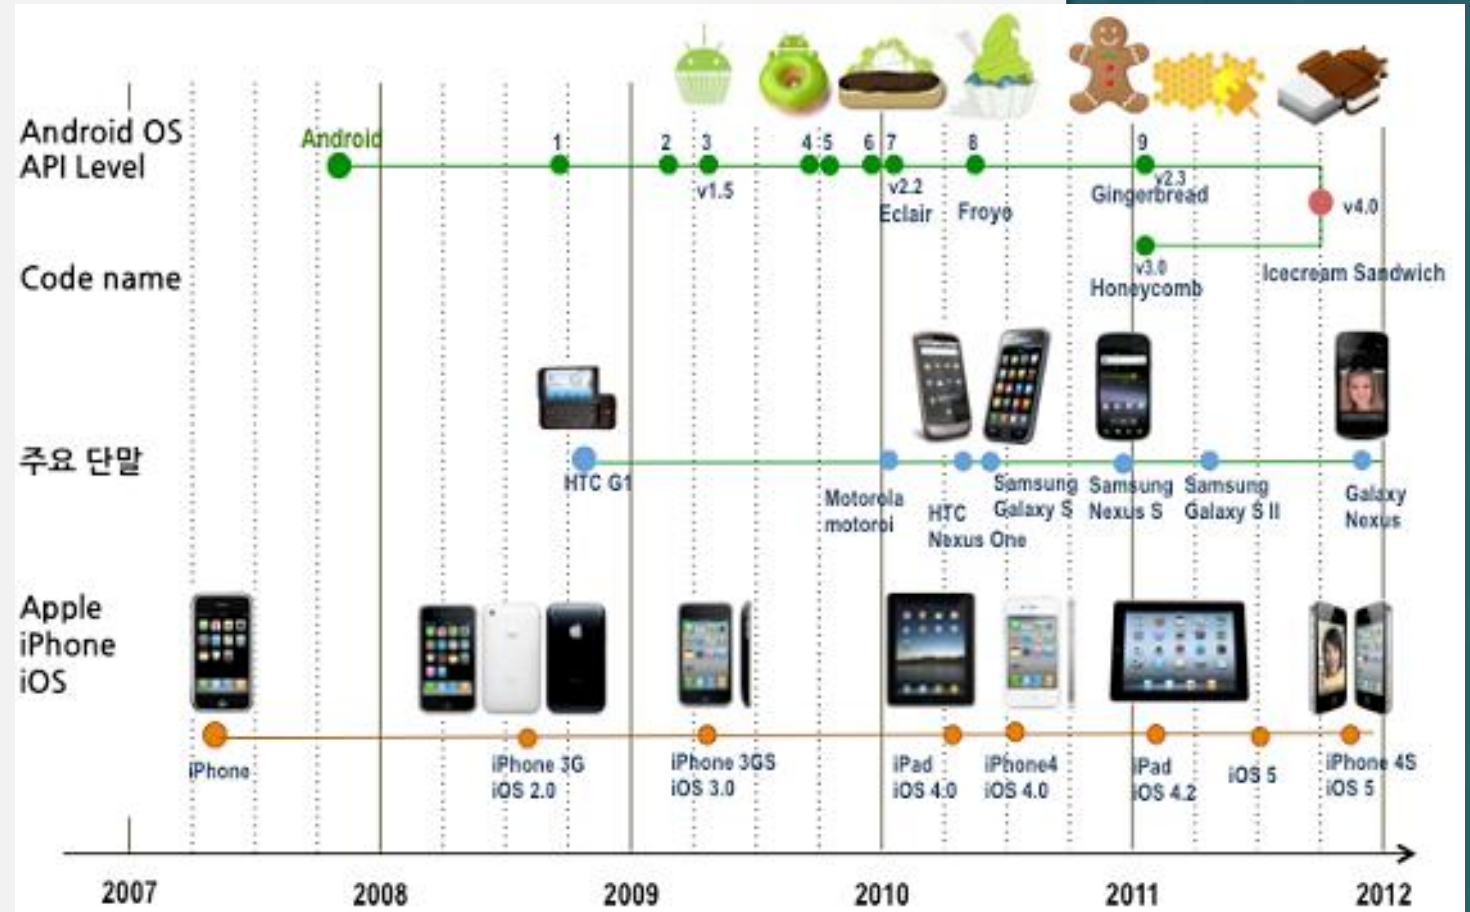 Android OS
API Level
Android
1
2
3
4
5
6
7
8
9
v1.5
v2.2
Eclair
Froyo
v2.3
Gingerbread
v4.0
Code name
v3.0
Honeycomb
Icecream Sandwich
주요 단말
HTC G1
Motorola
motoroi
HTC
Nexus One
Samsung
Galaxy S
Samsung
Nexus S
Samsung
Galaxy S II
Galaxy
Nexus
Apple
iPhone
iOS
iPhone
iPhone 3G
iOS 2.0
iPhone 3GS
iOS 3.0
iPad
iOS 4.0
iPhone4
iOS 4.0
iPad
iOS 4.2
iOS 5
iPhone 4S
iOS 5
2007
2008
2009
2010
2011
2012